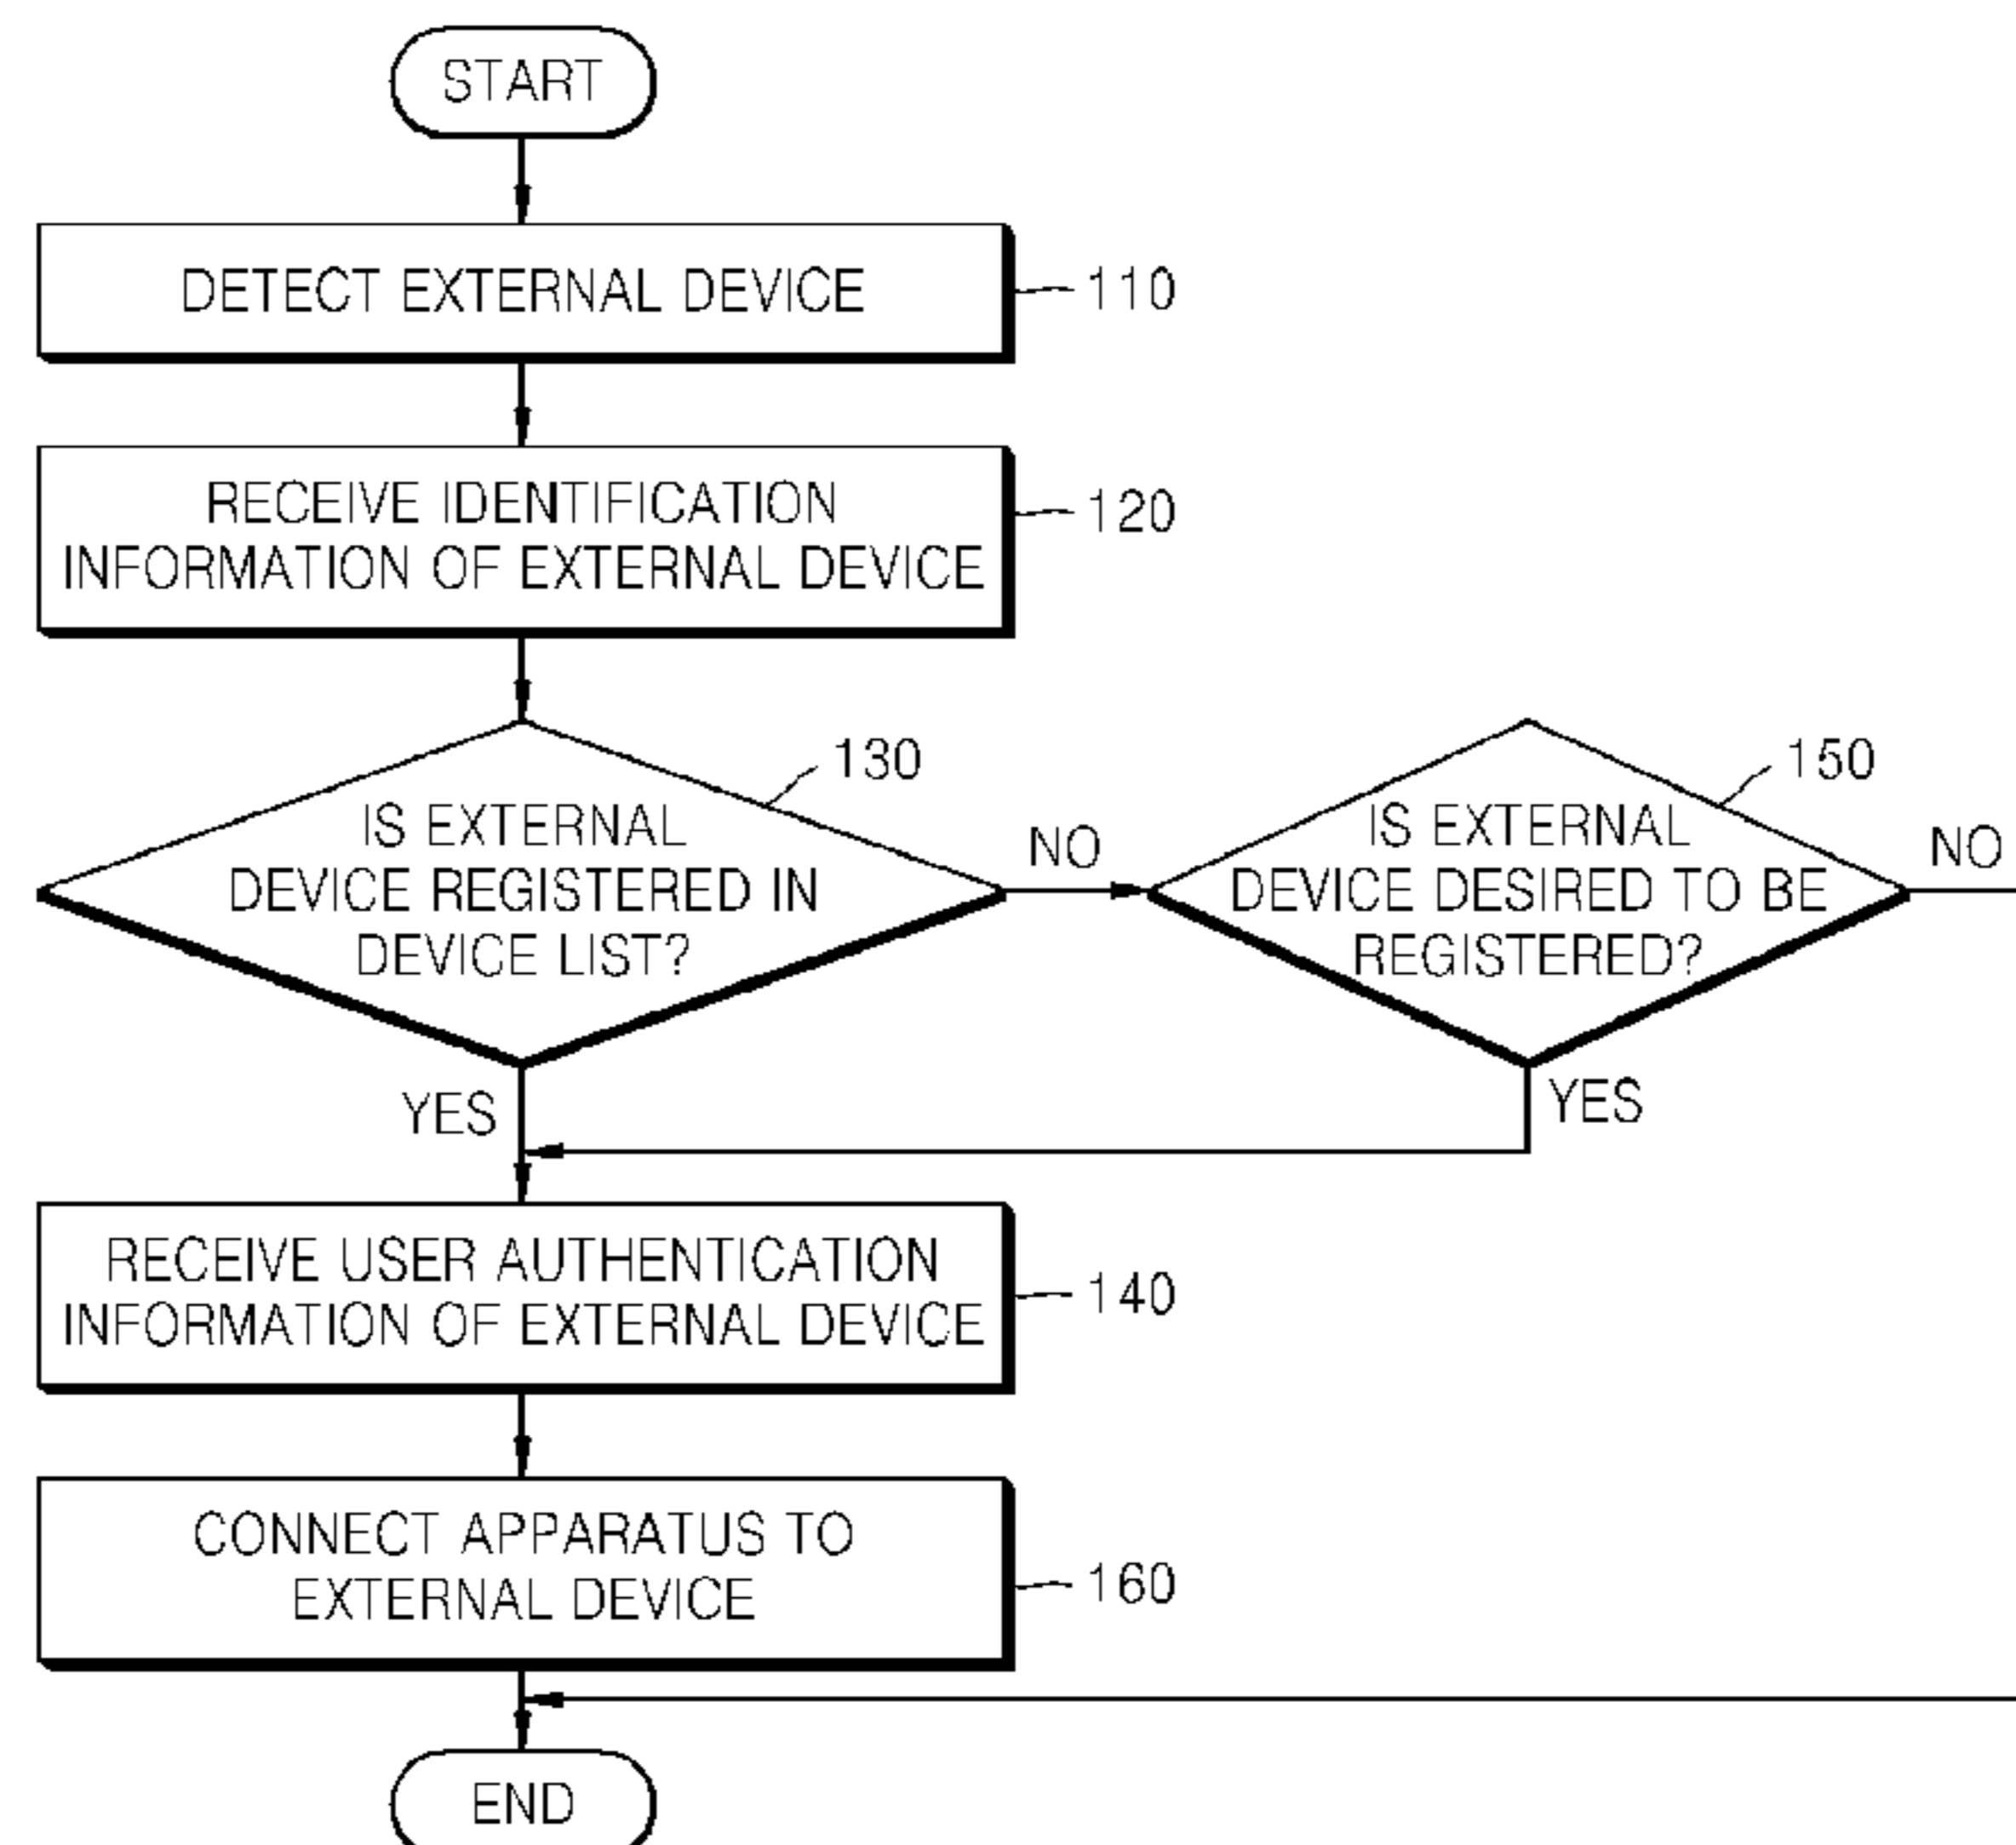 START
DETECT EXTERNAL DEVICE
110
RECEIVE IDENTIFICATION
INFORMATION OF EXTERNAL DEVICE
120
130
IS EXTERNAL
DEVICE REGISTERED IN
DEVICE LIST?
NO
150
IS EXTERNAL
DEVICE DESIRED TO BE
REGISTERED?
NO
YES
YES
RECEIVE USER AUTHENTICATION
INFORMATION OF EXTERNAL DEVICE
140
CONNECT APPARATUS TO
EXTERNAL DEVICE
160
END